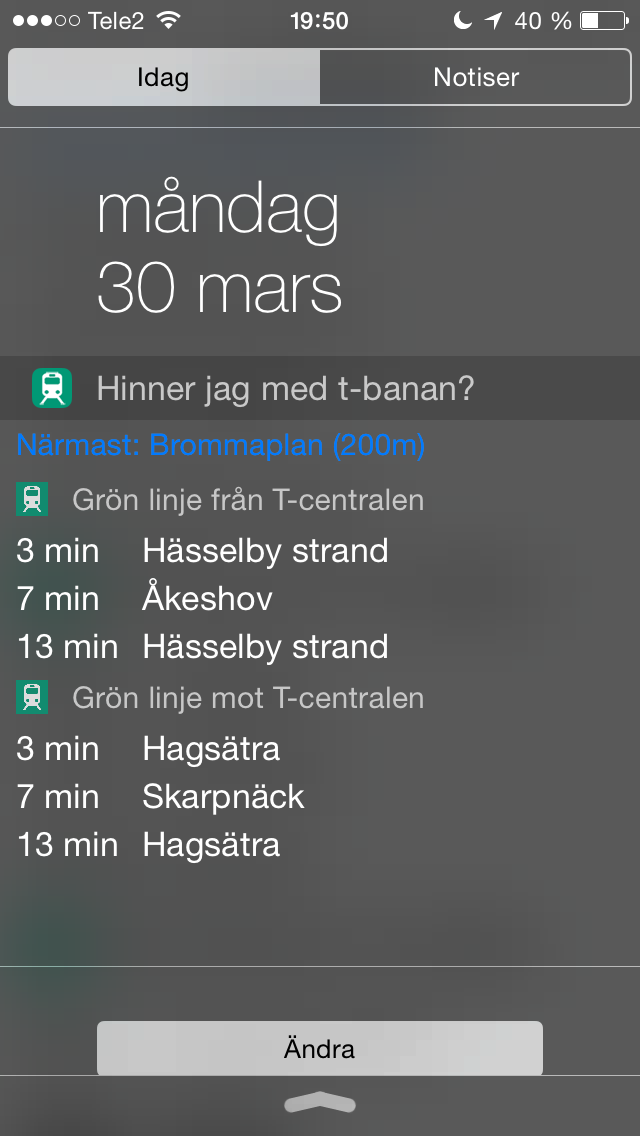 Tele2 19:50 40 %
Idag Notiser
måndag
30 mars
Hinner jag med t-banan?
Närmast: Brommaplan (200m)
Grön linje från T-centralen
3 min Hässelby strand
7 min Åkeshov
13 min Hässelby strand
Grön linje mot T-centralen
3 min Hagsätra
7 min Skarpnäck
13 min Hagsätra
Ändra